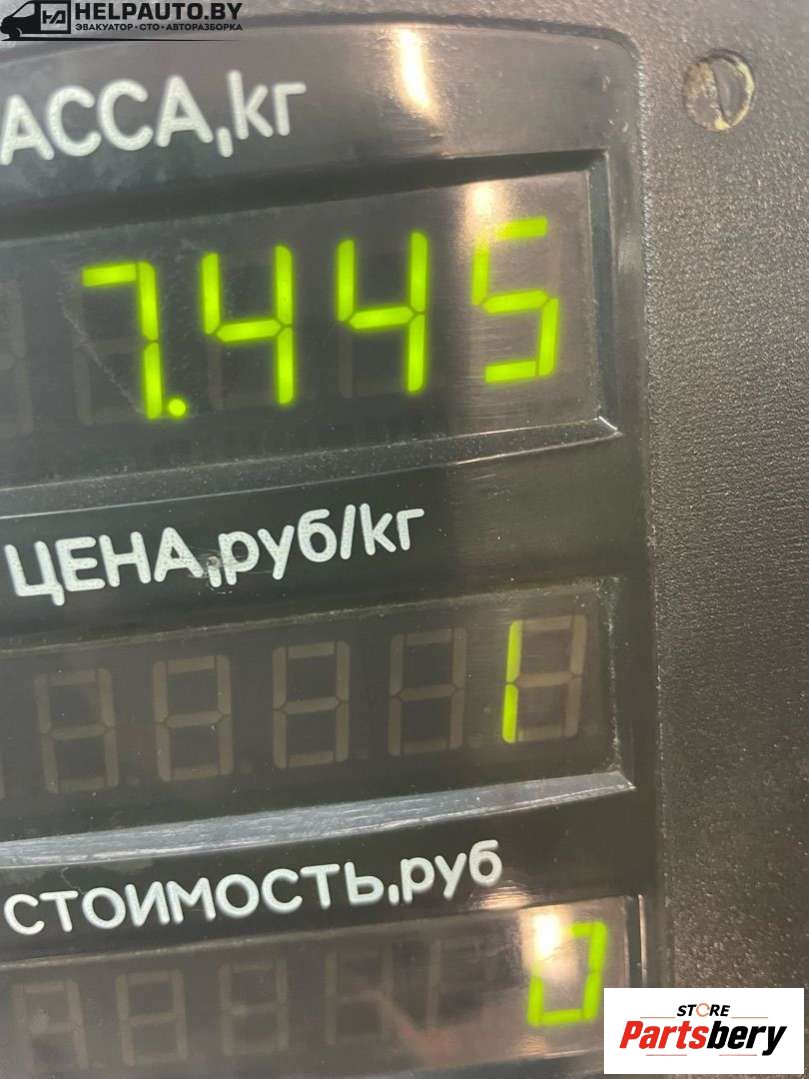 HELPAUTO.BY
ЭВАКУАТОР • СТО • АВТОРАЗБОРКА
АССА,кг
7.445
ЦЕНА,руб/кг
1
СТОИМОСТЬ,руб
0
STORE
Partsbery